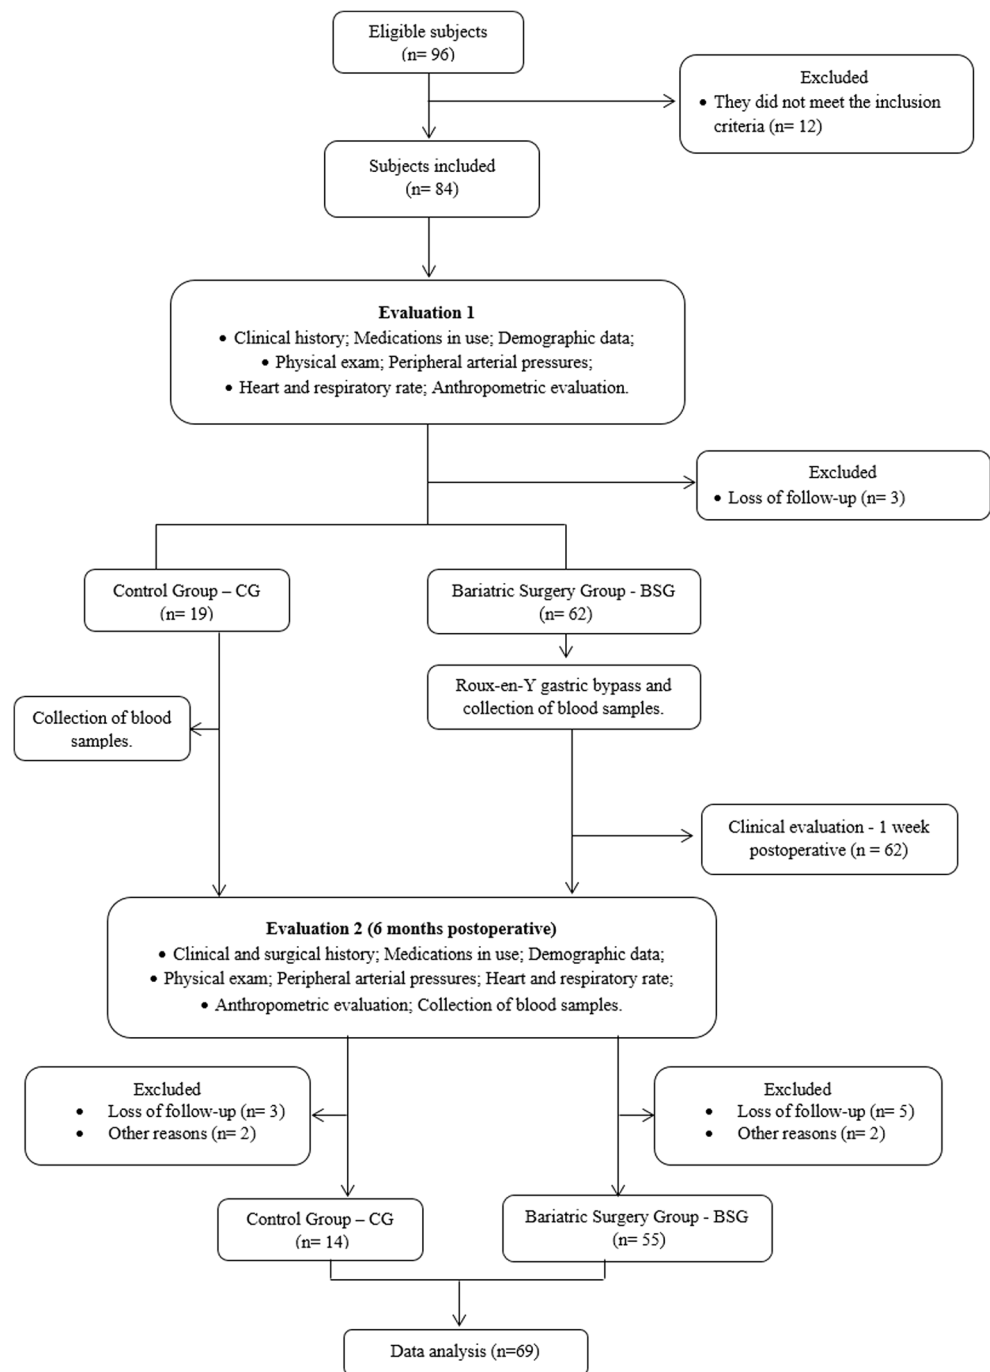 Eligible subjects
(n= 96)
Excluded
• They did not meet the inclusion
criteria (n= 12)
Subjects included
(n= 84)
Evaluation 1
• Clinical history; Medications in use; Demographic data;
• Physical exam; Peripheral arterial pressures;
• Heart and respiratory rate; Anthropometric evaluation.
Excluded
• Loss of follow-up (n= 3)
Control Group – CG
(n= 19)
Bariatric Surgery Group - BSG
(n= 62)
Roux-en-Y gastric bypass and
collection of blood samples.
Collection of blood
samples.
Clinical evaluation - 1 week
postoperative (n = 62)
Evaluation 2 (6 months postoperative)
• Clinical and surgical history; Medications in use; Demographic data;
• Physical exam; Peripheral arterial pressures; Heart and respiratory rate;
• Anthropometric evaluation; Collection of blood samples.
Excluded
• Loss of follow-up (n= 3)
• Other reasons (n= 2)
Excluded
• Loss of follow-up (n= 5)
• Other reasons (n= 2)
Control Group – CG
(n= 14)
Bariatric Surgery Group - BSG
(n= 55)
Data analysis (n=69)